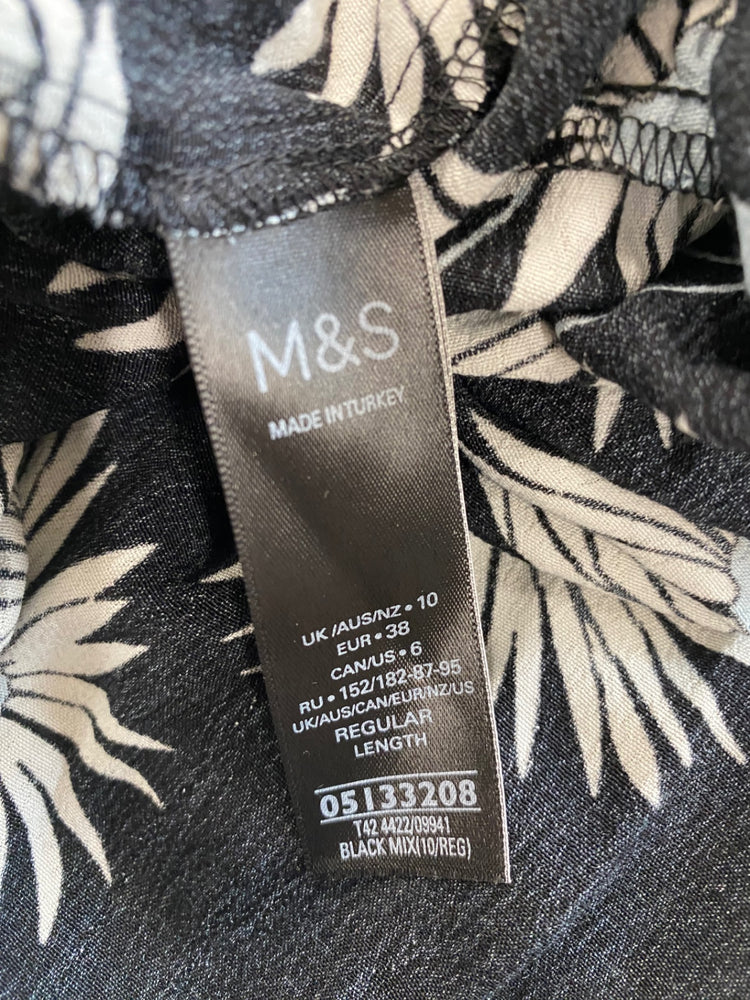 M&S
MADE IN TURKEY
UK/AUS/NZ • 10
EUR • 38
CAN/US • 6
RU • 152/182-87-95
UK/AUS/CAN/EUR/NZ/US
REGULAR
LENGTH
05133208
T42 4422/09941
BLACK MIX(10/REG)